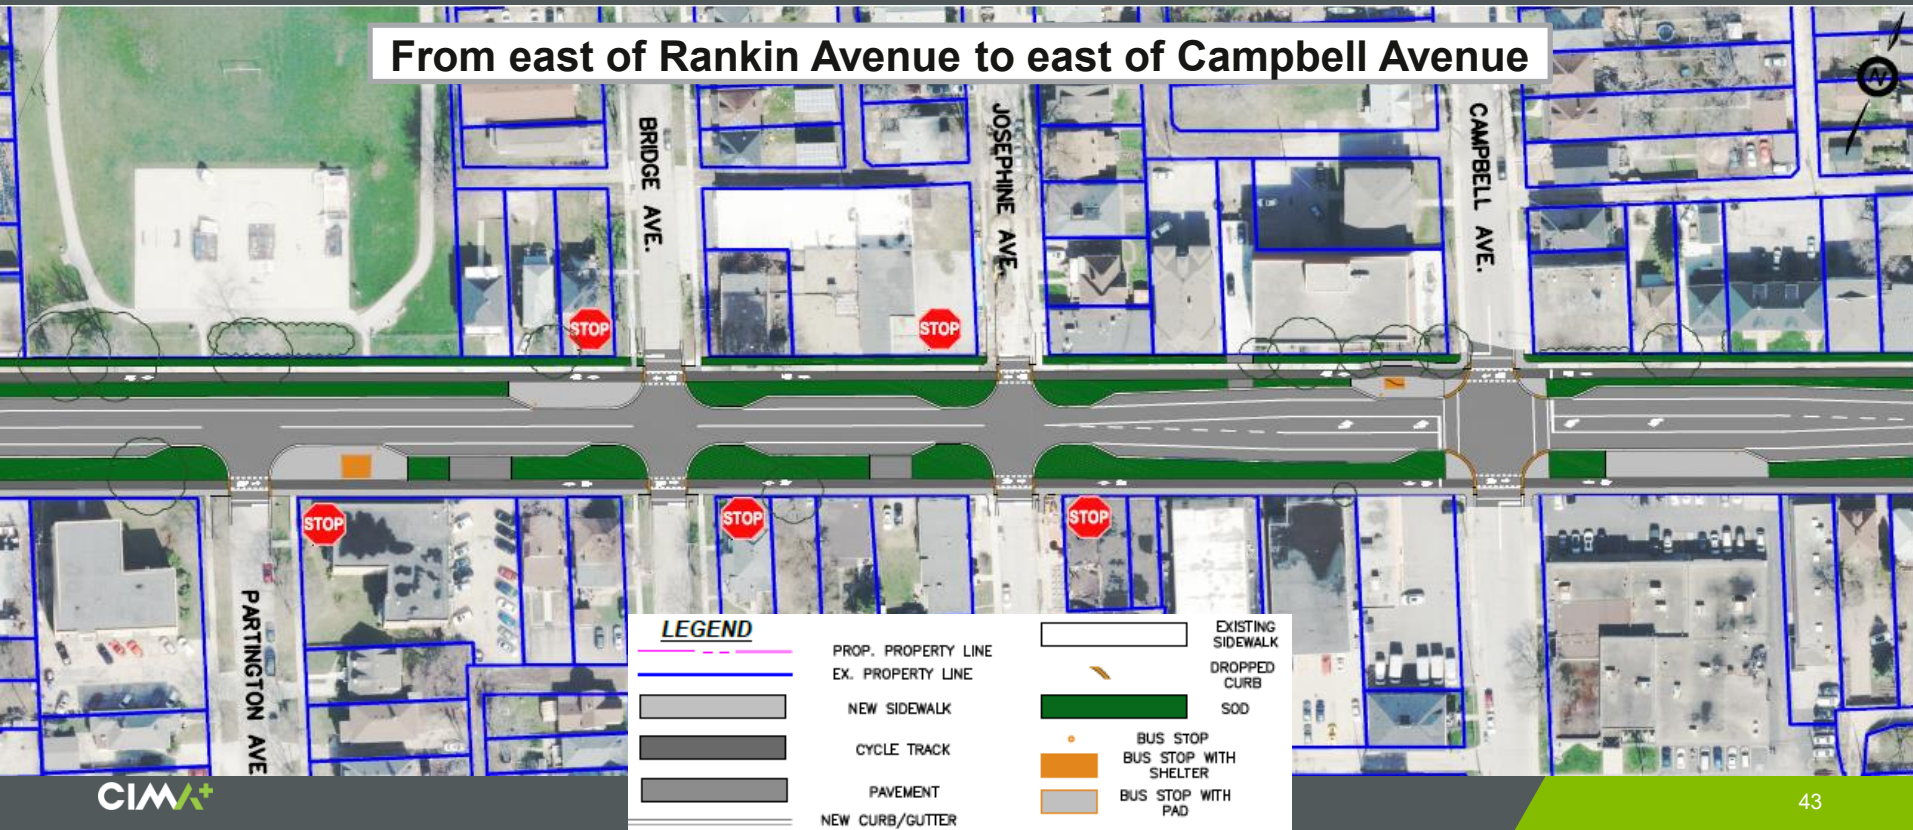 From east of Rankin Avenue to east of Campbell Avenue
N
BRIDGE AVE.
JOSEPHINE AVE.
CAMPBELL AVE.
STOP
STOP
STOP
STOP
STOP
PARTINGTON AVE
LEGEND
PROP. PROPERTY LINE
EX. PROPERTY LINE
NEW SIDEWALK
CYCLE TRACK
PAVEMENT
NEW CURB/GUTTER
EXISTING
SIDEWALK
DROPPED
CURB
SOD
BUS STOP
BUS STOP WITH
SHELTER
BUS STOP WITH
PAD
CIMA+
43